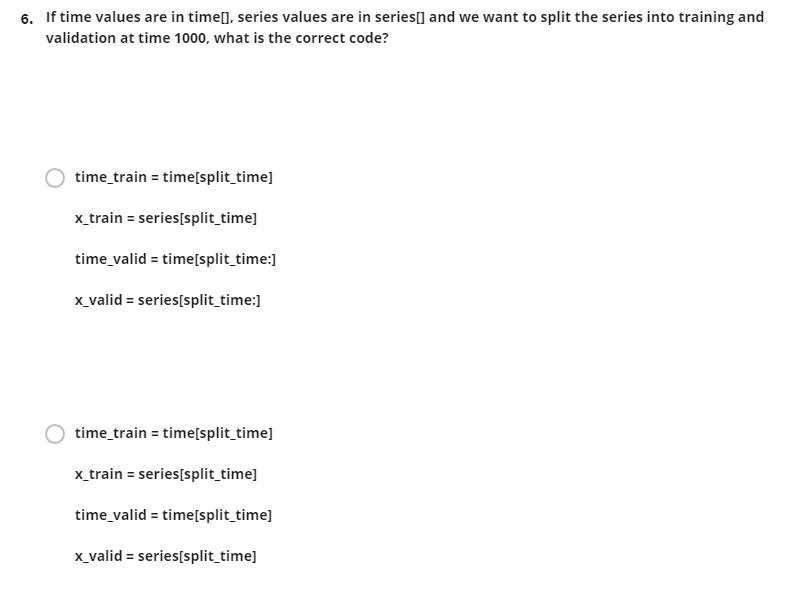 6. If time values are in time[], series values are in series[] and we want to split the series into training and
validation at time 1000, what is the correct code?
time_train = time[split_time]
x_train = series[split_time]
time_valid = time[split_time:]
x_valid = series[split_time:]
time_train = time[split_time]
x_train = series[split_time]
time_valid = time[split_time]
x_valid = series[split_time]